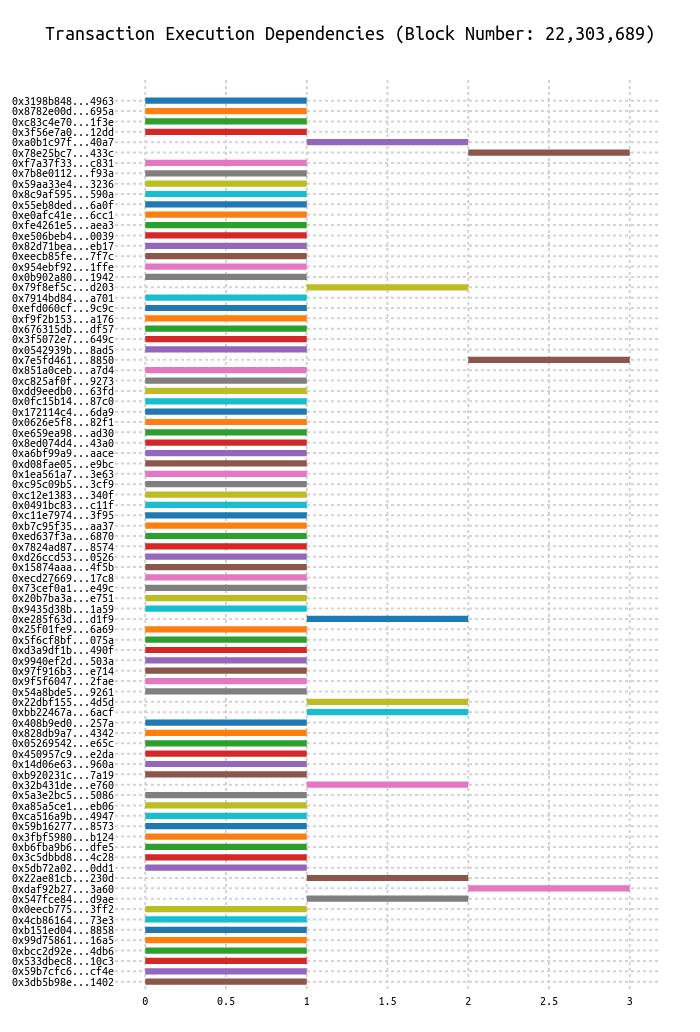 Transaction Execution Dependencies (Block Number: 22,303,689)
0x3198b848...4963
0x8782e00d...695a
0xc83c4e70...1f3e
0x3f56e7a0...12dd
0xa0b1c97f...40a7
0x78e25bc7...433c
0xf7a37f33...c831
0x7b8e0112...f93a
0x59aa33e4...3236
0x8c9af595...590a
0x55eb8ded...6a0f
0xe0afc41e...6cc1
0xfe4261e5...aea3
0xe506beb4...0039
0x82d71bea...eb17
0xeecb85fe...7f7c
0x954ebf92...1ffe
0x0b902a80...1942
0x79f8ef5c...d203
0x7914bd84...a701
0xefd060cf...9c9c
0xf9f2b153...a176
0x676315db...df57
0x3f5072e7...649c
0x0542939b...8ad5
0x7e5fd461...8850
0x851a0ceb...a7d4
0xc825af0f...9273
0xdd9eedb0...63fd
0x0fc15b14...87c0
0x172114c4...6da9
0x0626e5f8...82f1
0xe659ea98...ad30
0x8ed074d4...43a0
0xa6bf99a9...aace
0xd08fae05...e9bc
0x1ea561a7...3e63
0xc95c09b5...3cf9
0xc12e1383...340f
0x0491bc83...c11f
0xc11e7974...3f95
0xb7c95f35...aa37
0xed637f3a...6870
0x7824ad87...8574
0xd26ccd53...0526
0x15874aaa...4f5b
0xecd27669...17c8
0x73cef0a1...e49c
0x20b7ba3a...e751
0x9435d38b...1a59
0xe285f63d...d1f9
0x25f01fe9...6a69
0x5f6cf8bf...075a
0xd3a9df1b...490f
0x9940ef2d...503a
0x97f916b3...e714
0x9f5f6047...2fae
0x54a8bde5...9261
0x22dbf155...4d5d
0xbb22467a...6acf
0x408b9ed0...257a
0x828db9a7...4342
0x05269542...e65c
0x450957c9...e2da
0x14d06e63...960a
0xb920231c...7a19
0x32b431de...e760
0x5a3e2bc5...5086
0xa85a5ce1...eb06
0xca516a9b...4947
0x59b16277...8573
0x3fbf5980...b124
0xb6fba9b6...dfe5
0x3c5dbbd8...4c28
0x5db72a02...0dd1
0x22ae81cb...230d
0xdaf92b27...3a60
0x547fce84...d9ae
0x0eecb775...3ff2
0x4cb86164...73e3
0xb151ed04...8858
0x99d75861...16a5
0xbcc2d92e...4db6
0x533dbec8...10c3
0x59b7cfc6...cf4e
0x3db5b98e...1402
0 0.5 1 1.5 2 2.5 3